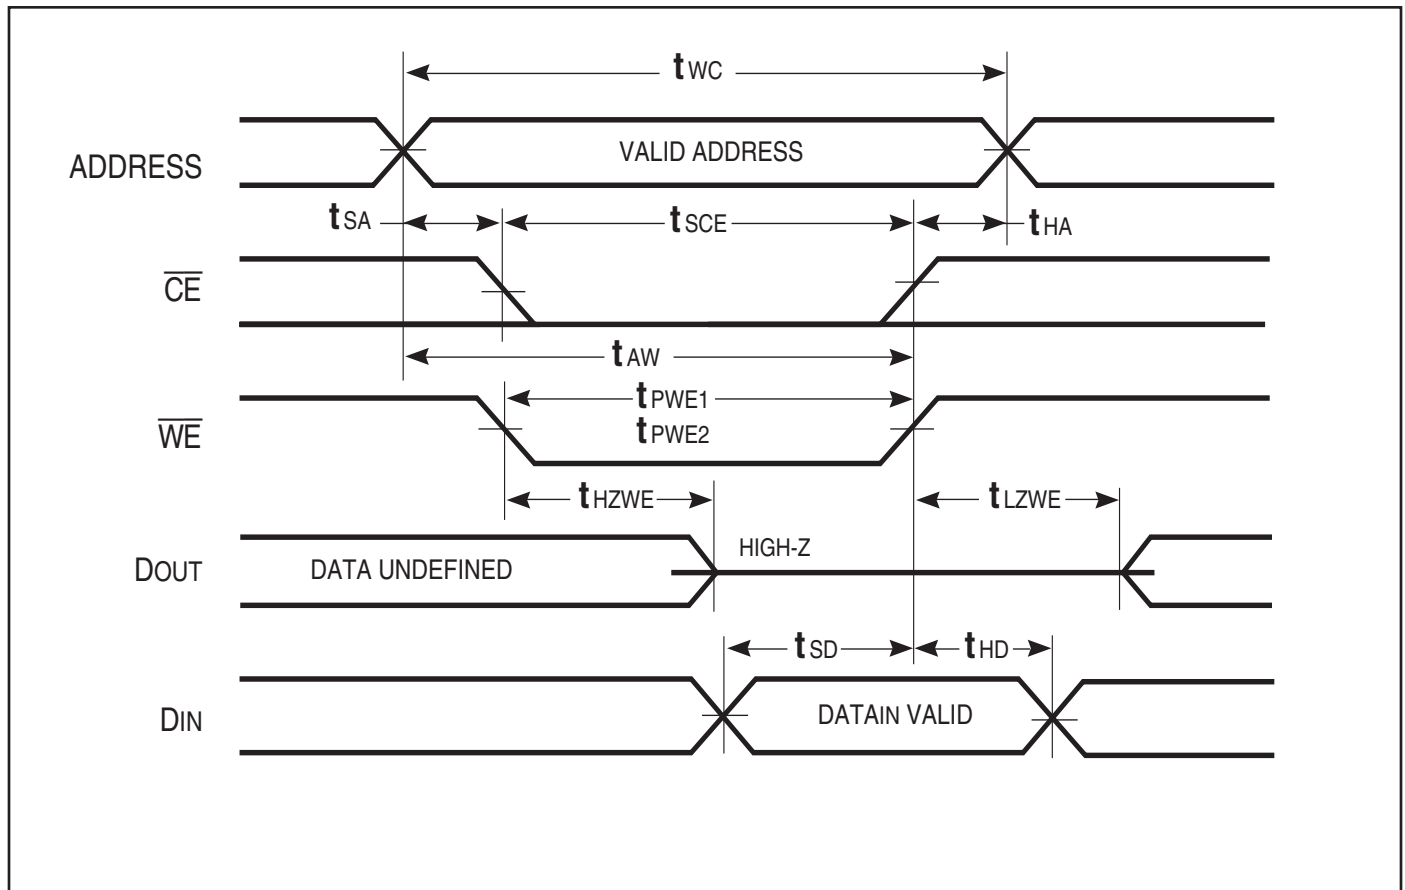 tWC
ADDRESS
VALID ADDRESS
tSA
tSCE
tHA
CE
tAW
tPWE1
WE
tPWE2
tHZWE
tLZWE
DOUT
DATA UNDEFINED
HIGH-Z
tSD
tHD
DIN
DATAIN VALID